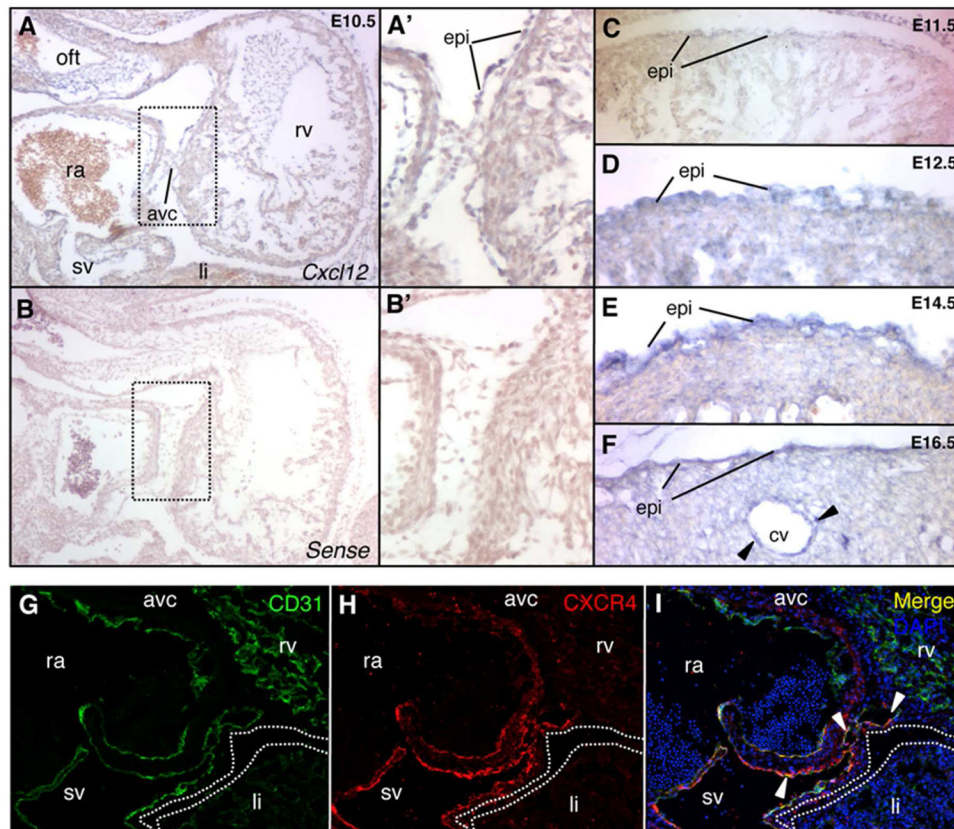 A
E10.5
oft
rv
ra
avc
sv
li
Cxcl12
A'
epi
B
Sense
B'
C
E11.5
epi
D
E12.5
epi
E
E14.5
epi
F
E16.5
epi
cv
G
avc
CD31
ra
rv
sv
li
H
avc
CXCR4
ra
rv
sv
li
I
avc
Merge
DAPI
ra
rv
sv
li